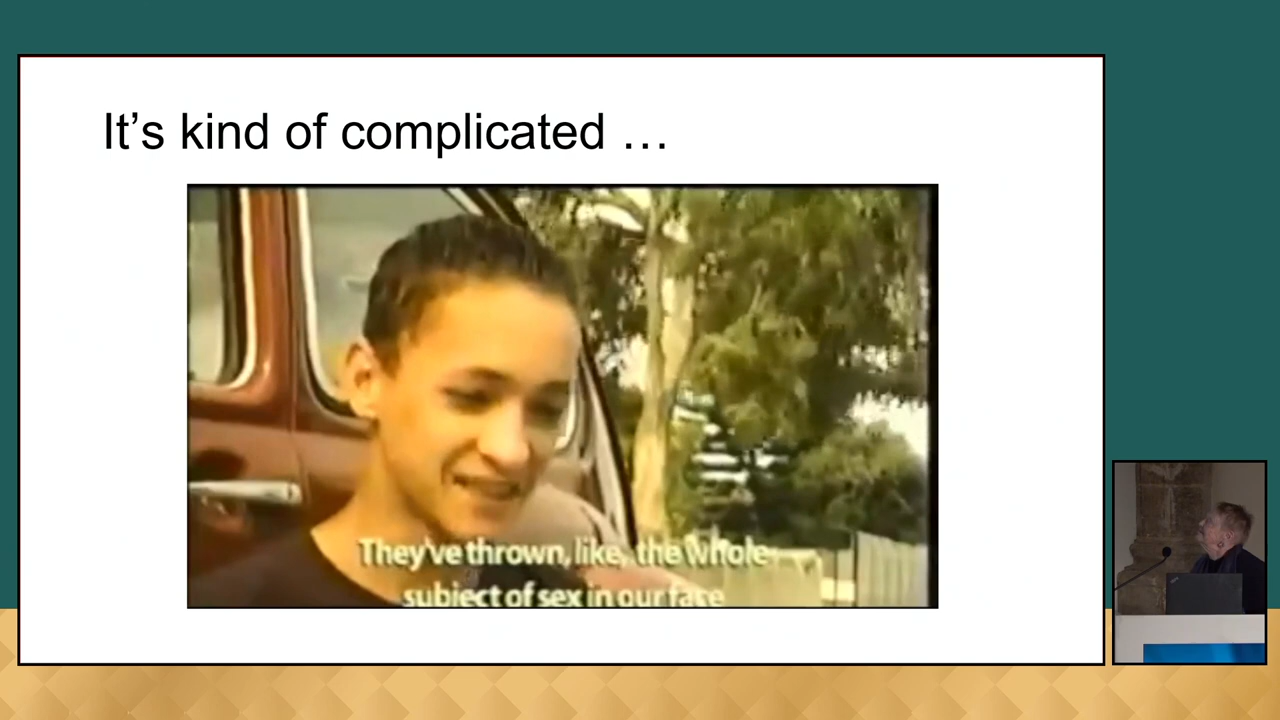 It’s kind of complicated …
They've thrown, like, the whole
subject of sex in our face